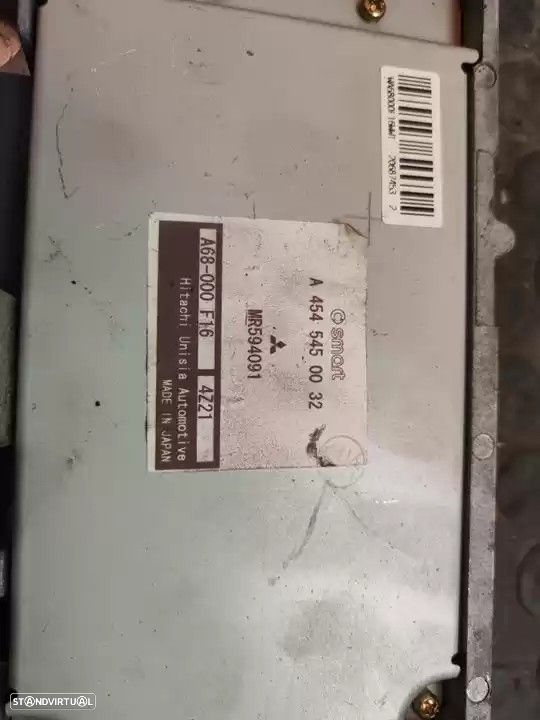 smart
A 454 545 00 32
MR594091
A68-000 F16 4Z21
Hitachi Unisia Automotive
MADE IN JAPAN
STANDVIRTUAL